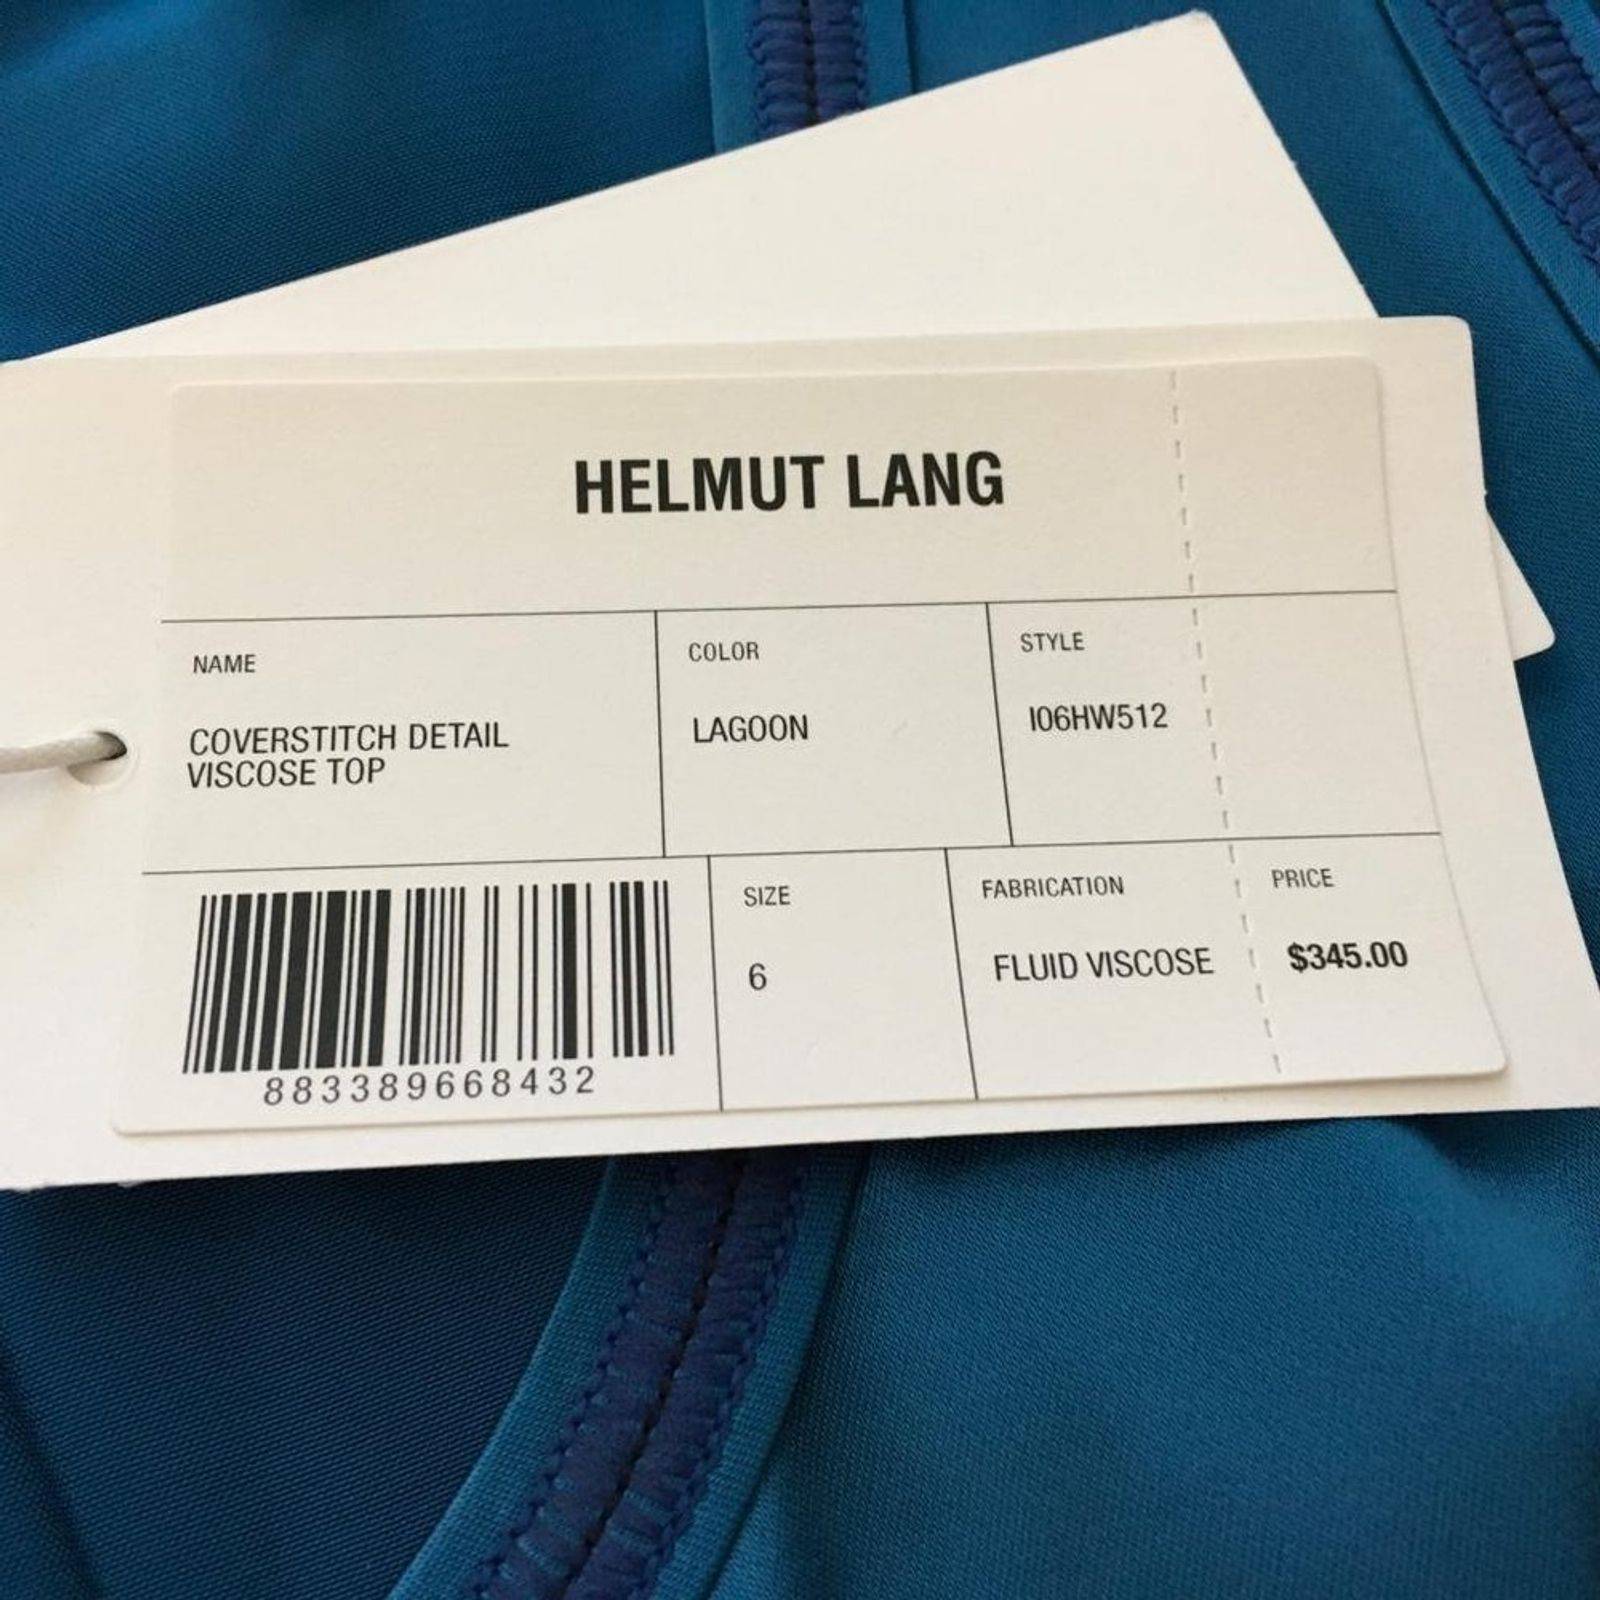 HELMUT LANG
NAME
COLOR
STYLE
COVERSTITCH DETAIL
VISCOSE TOP
LAGOON
I06HW512
SIZE
FABRICATION
PRICE
6
FLUID VISCOSE
$345.00
883389668432